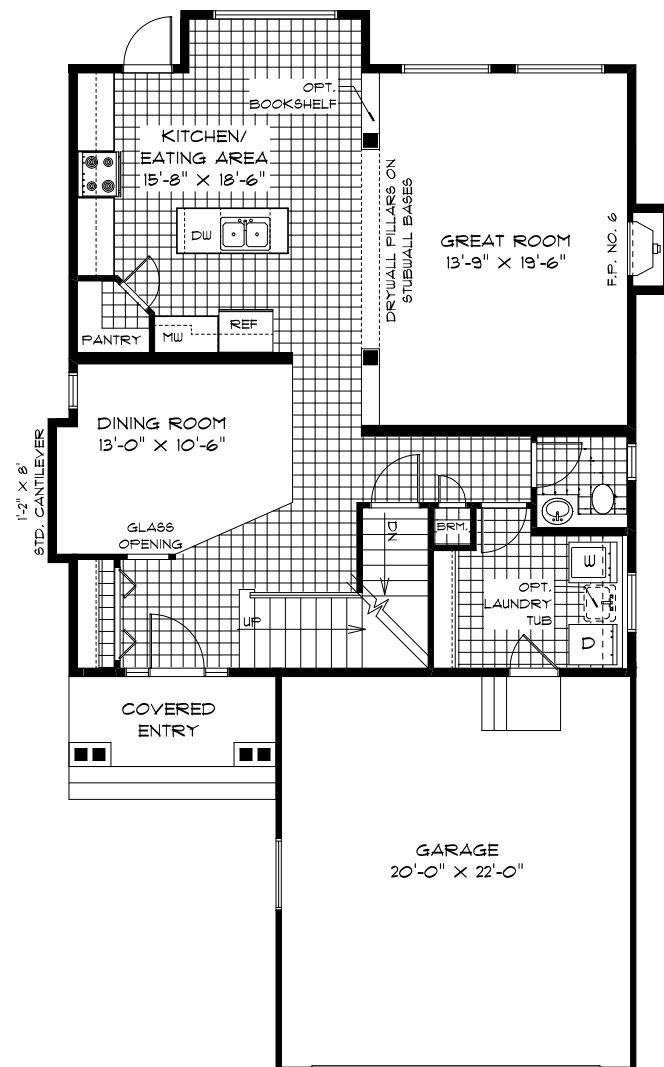 OPT.
BOOKSHELF
KITCHEN/
EATING AREA
15'-8" X 18'-6"
DW
DRYWALL PILLARS ON
STUBWALL BASES
GREAT ROOM
13'-9" X 19'-6"
F.P. NO. 6
PANTRY
MW
REF
DINING ROOM
13'-0" X 10'-6"
1'-2" X 8'
STD. CANTILEVER
GLASS
OPENING
DN
BRM.
W
OPT.
LAUNDRY
TUB
D
UP
COVERED
ENTRY
GARAGE
20'-0" X 22'-0"